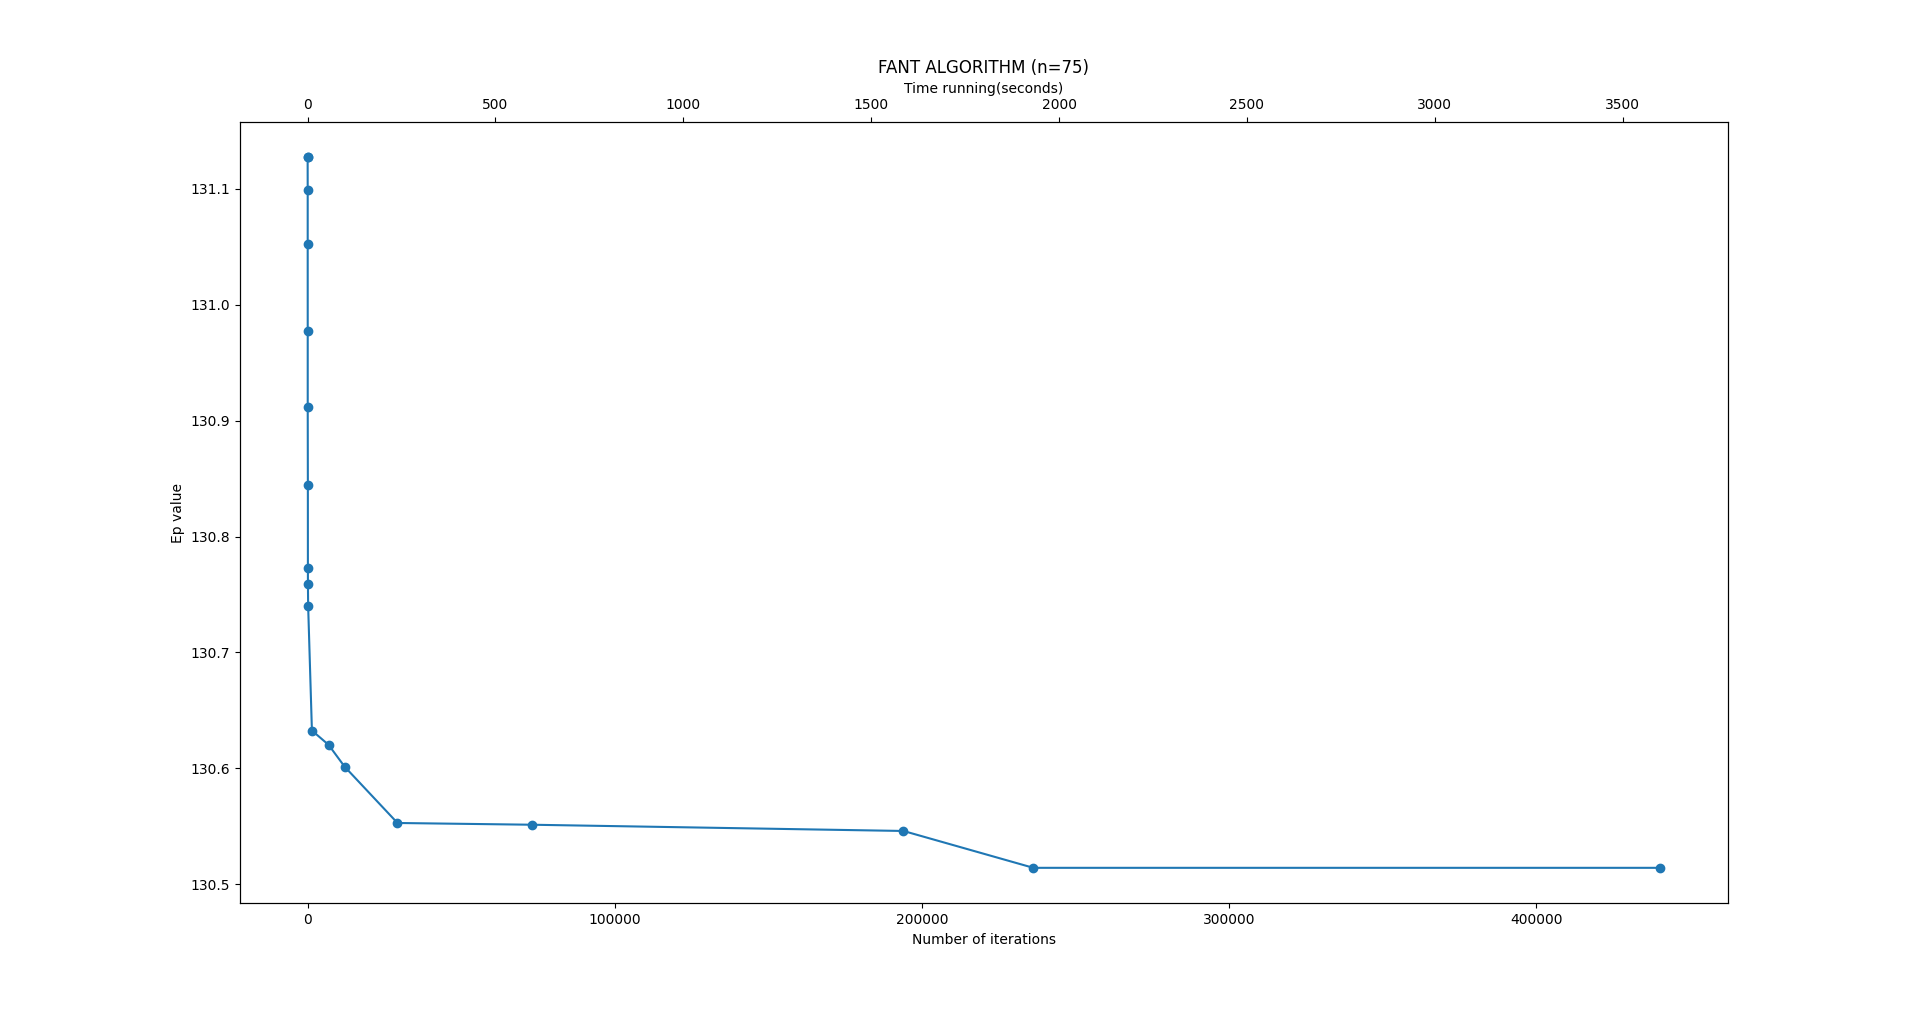 FANT ALGORITHM (n=75)
Time running(seconds)
0 500 1000 1500 2000 2500 3000 3500
131.1
131.0
130.9
130.8
130.7
130.6
130.5
Ep value
0 100000 200000 300000 400000
Number of iterations